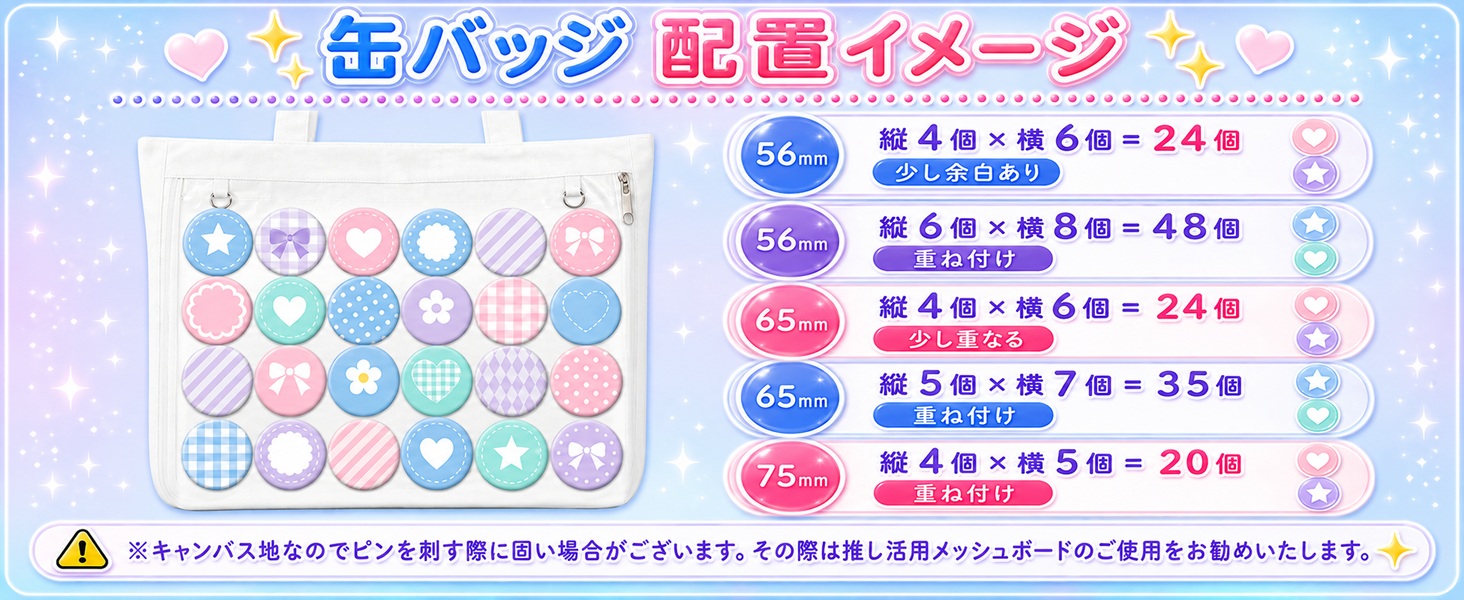 缶バッジ 配置イメージ
56mm 縦4個×横6個=24個
少し余白あり
56mm 縦6個×横8個=48個
重ね付け
65mm 縦4個×横6個=24個
少し重なる
65mm 縦5個×横7個=35個
重ね付け
75mm 縦4個×横5個=20個
重ね付け
※キャンバス地なのでピンを刺す際に固い場合がございます。その際は推し活用メッシュボードのご使用をお勧めいたします。